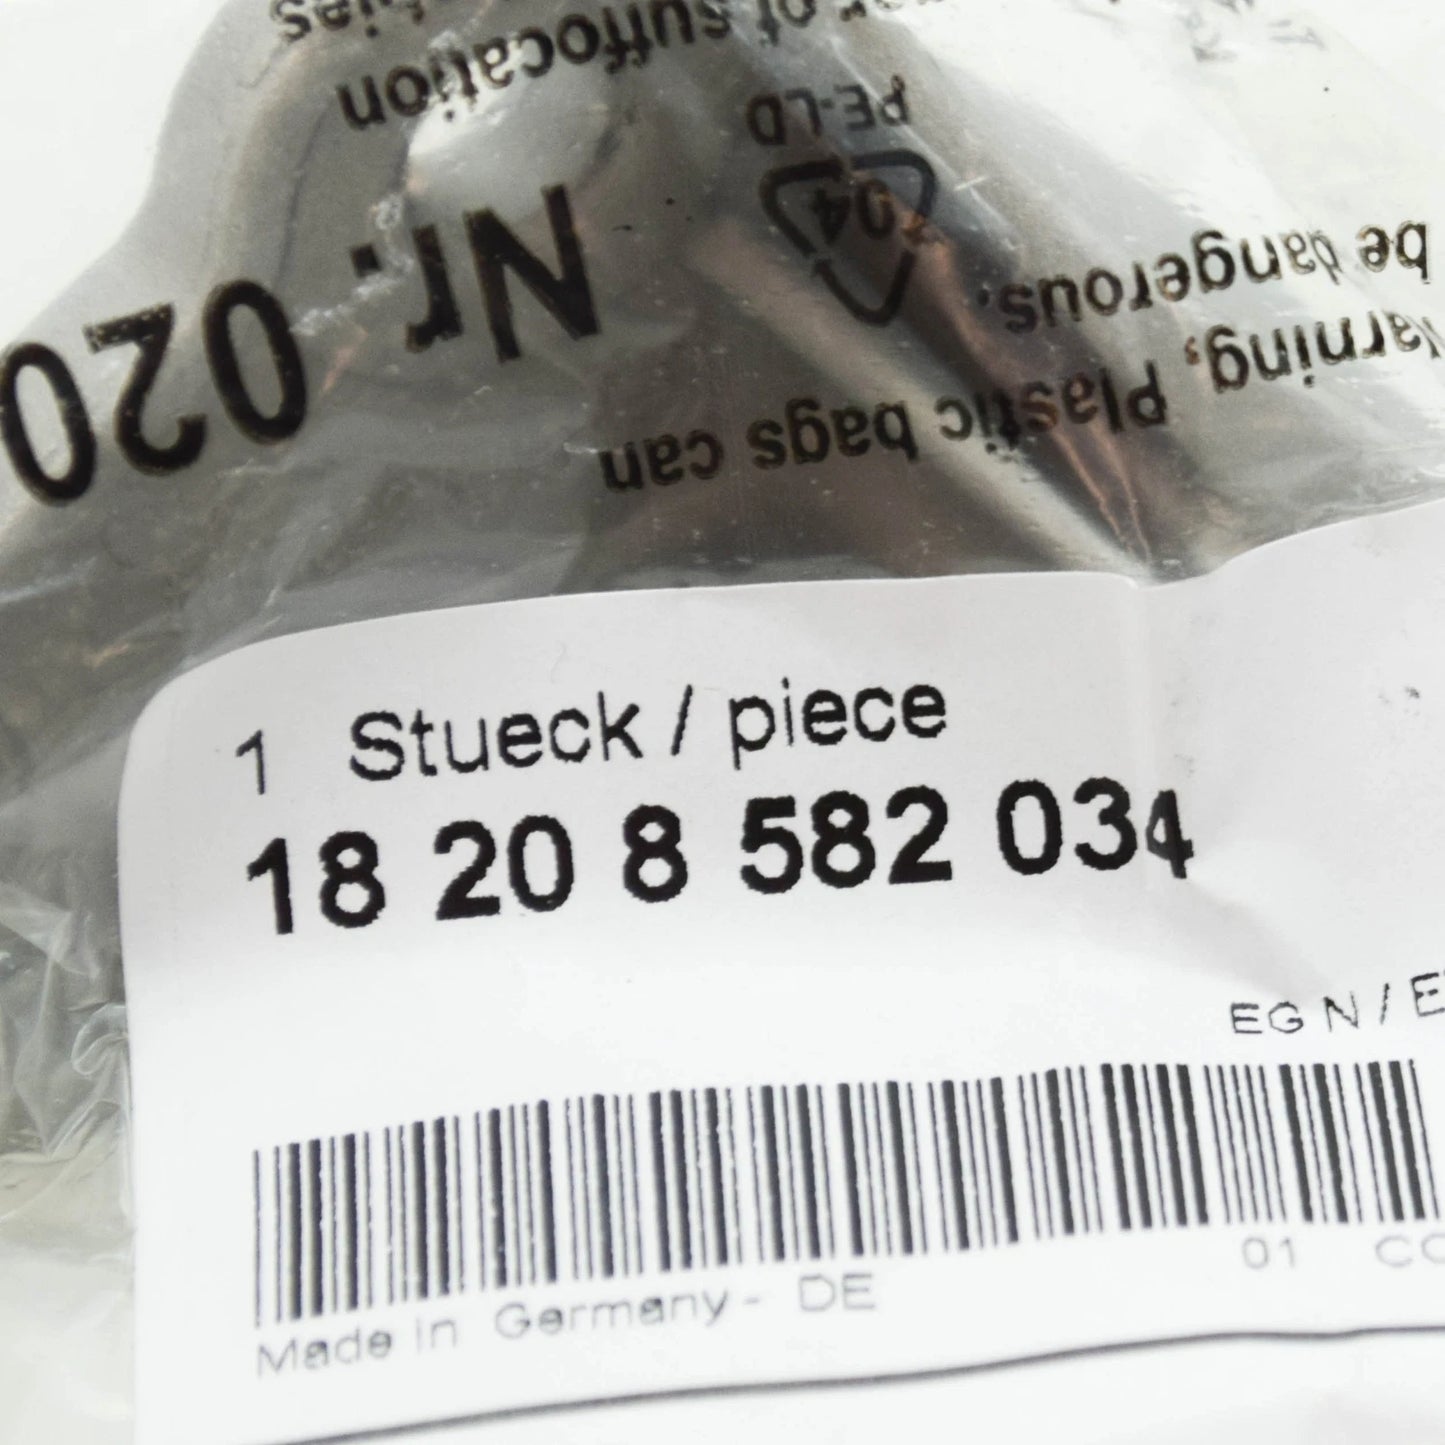 of suffocation
Nr. 020
PE-LD
04
Warning, Plastic bags can
be dangerous.
1 Stueck / piece
18 20 8 582 034
EG N / E
Made in Germany - DE 01